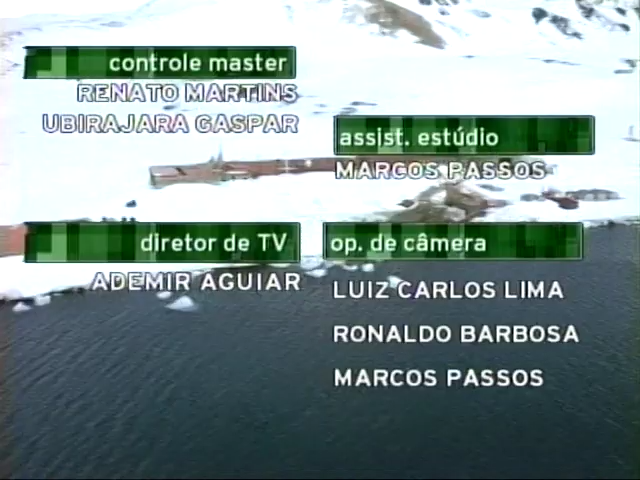 controle master
RENATO MARTINS
UBIRAJARA GASPAR
assist. estúdio
MARCOS PASSOS
diretor de TV
ADEMIR AGUIAR
op. de câmera
LUIZ CARLOS LIMA
RONALDO BARBOSA
MARCOS PASSOS